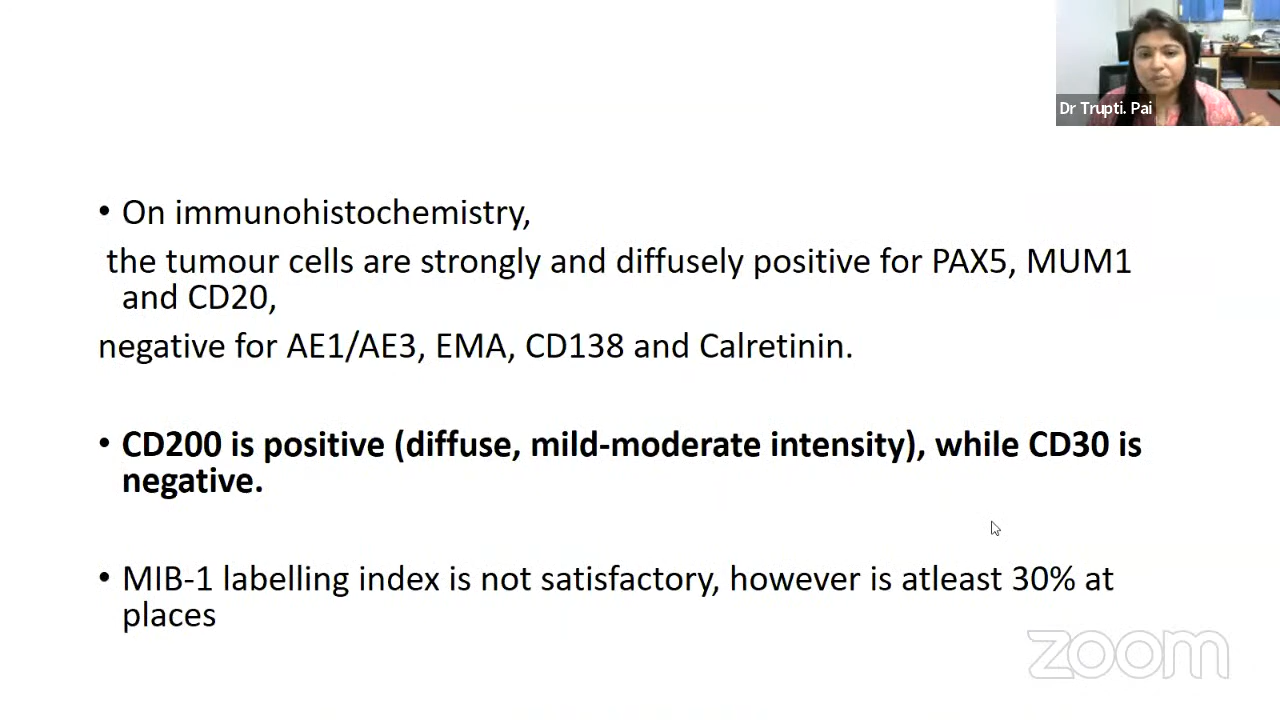 Dr Trupti. Pai
• On immunohistochemistry,
the tumour cells are strongly and diffusely positive for PAX5, MUM1
and CD20,
negative for AE1/AE3, EMA, CD138 and Calretinin.
• CD200 is positive (diffuse, mild-moderate intensity), while CD30 is
negative.
• MIB-1 labelling index is not satisfactory, however is atleast 30% at
places
zoom